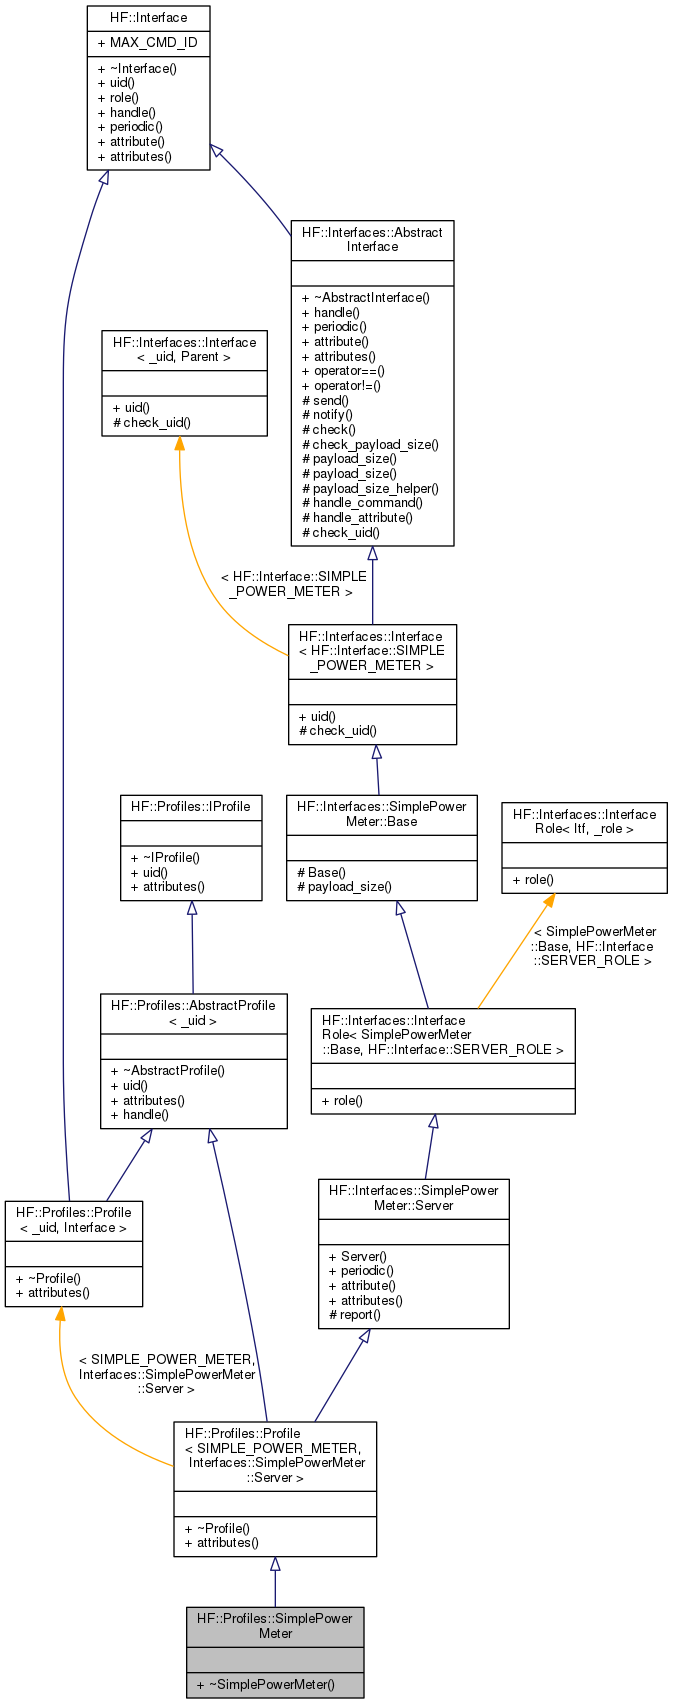 HF::Interface
+ MAX_CMD_ID
+ ~Interface()
+ uid()
+ role()
+ handle()
+ periodic()
+ attribute()
+ attributes()
HF::Interfaces::Abstract
Interface
+ ~AbstractInterface()
+ handle()
+ periodic()
+ attribute()
+ attributes()
+ operator==()
+ operator!=()
# send()
# notify()
# check()
# check_payload_size()
# payload_size()
# payload_size()
# payload_size_helper()
# handle_command()
# handle_attribute()
# check_uid()
HF::Interfaces::Interface
< _uid, Parent >
+ uid()
# check_uid()
< HF::Interface::SIMPLE
_POWER_METER >
HF::Interfaces::Interface
< HF::Interface::SIMPLE
_POWER_METER >
+ uid()
# check_uid()
HF::Profiles::IProfile
+ ~IProfile()
+ uid()
+ attributes()
HF::Interfaces::SimplePower
Meter::Base
# Base()
# payload_size()
HF::Interfaces::Interface
Role< Itf, _role >
+ role()
< SimplePowerMeter
::Base, HF::Interface
::SERVER_ROLE >
HF::Profiles::AbstractProfile
< _uid >
+ ~AbstractProfile()
+ uid()
+ attributes()
+ handle()
HF::Interfaces::Interface
Role< SimplePowerMeter
::Base, HF::Interface::SERVER_ROLE >
+ role()
HF::Profiles::Profile
< _uid, Interface >
+ ~Profile()
+ attributes()
HF::Interfaces::SimplePower
Meter::Server
+ Server()
+ periodic()
+ attribute()
+ attributes()
# report()
< SIMPLE_POWER_METER,
Interfaces::SimplePowerMeter
::Server >
HF::Profiles::Profile
< SIMPLE_POWER_METER,
Interfaces::SimplePowerMeter
::Server >
+ ~Profile()
+ attributes()
HF::Profiles::SimplePower
Meter
+ ~SimplePowerMeter()